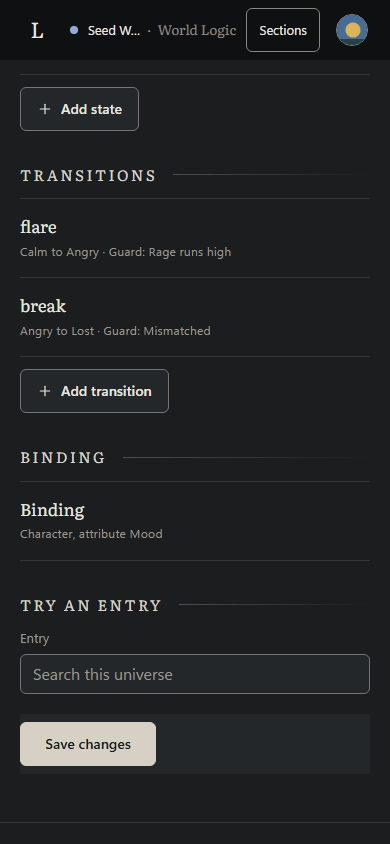 L
Seed W... · World Logic
Sections
+ Add state
TRANSITIONS
flare
Calm to Angry · Guard: Rage runs high
break
Angry to Lost · Guard: Mismatched
+ Add transition
BINDING
Binding
Character, attribute Mood
TRY AN ENTRY
Entry
Search this universe
Save changes